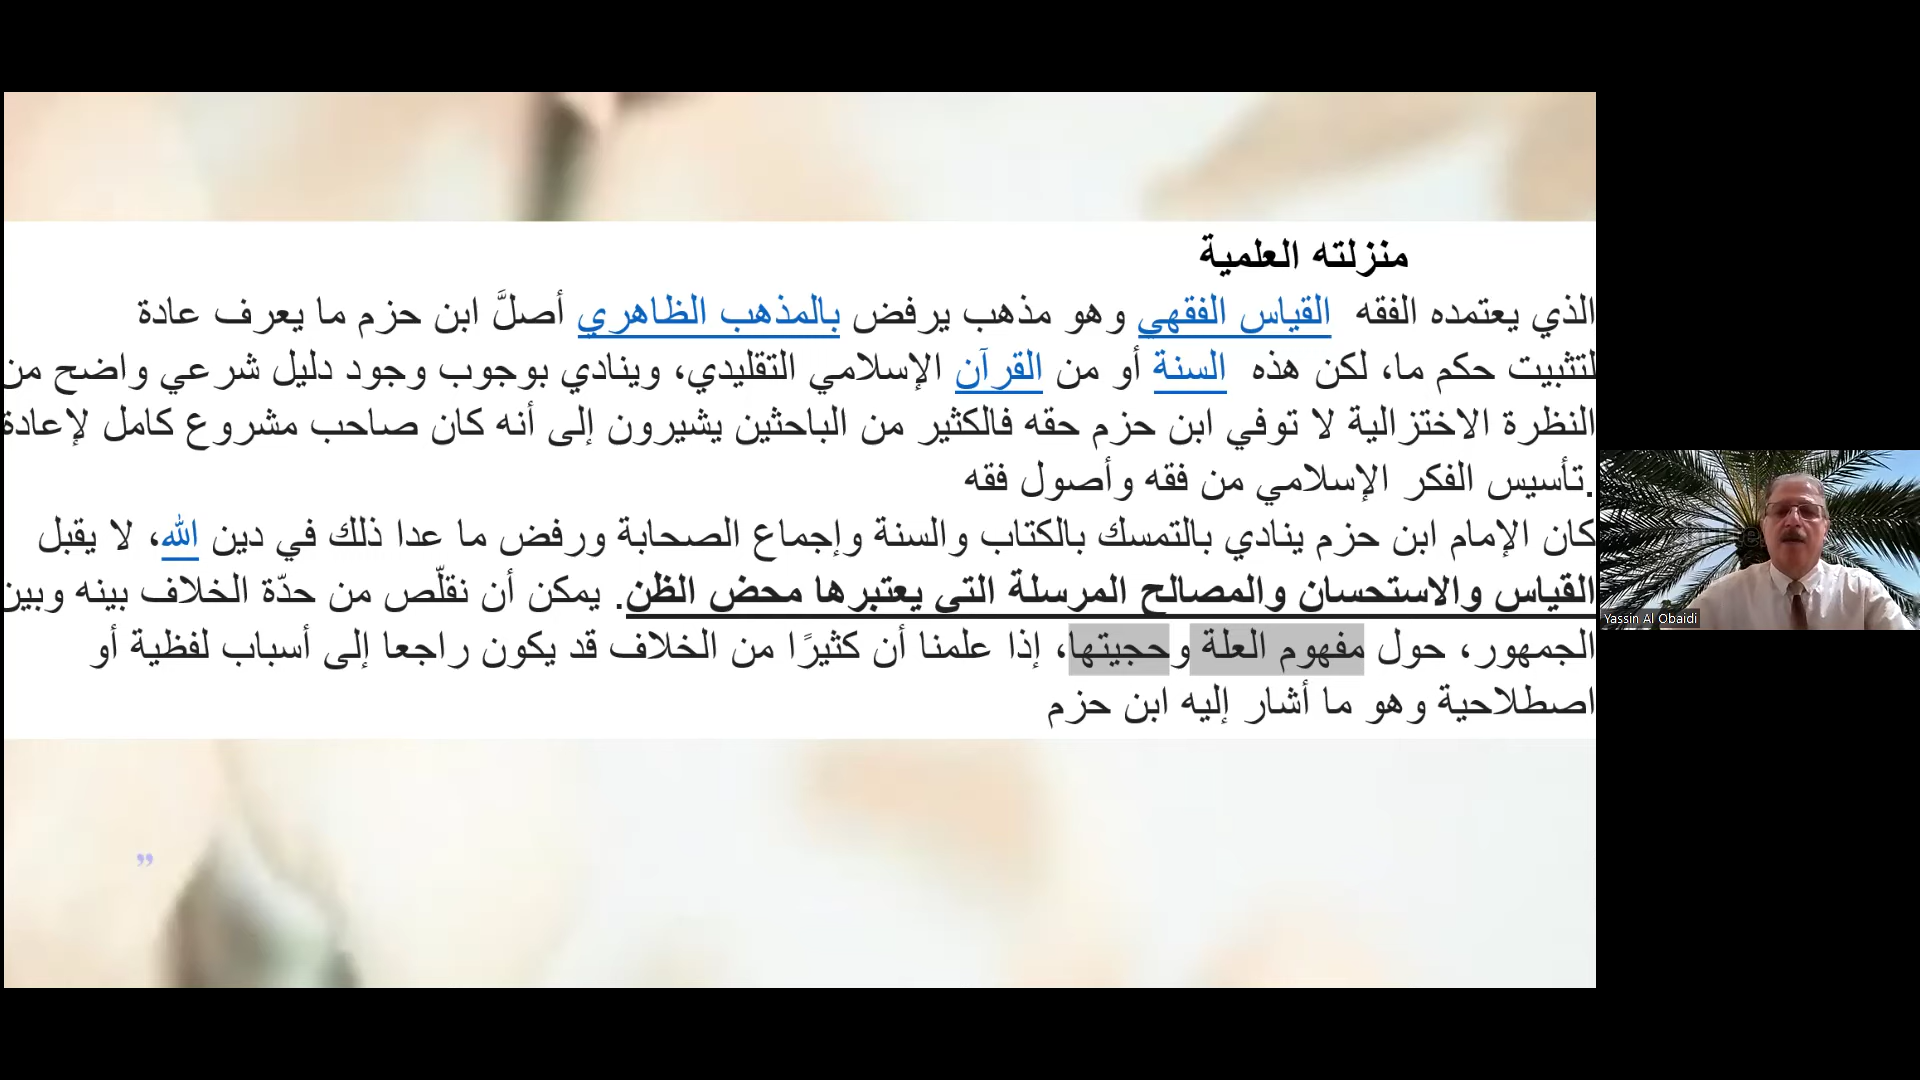 منزلته العلمية
الذي يعتمده الفقه القياس الفقهي وهو مذهب يرفض بالمذهب الظاهري أصلَّ ابن حزم ما يعرف عادة
لتثبيت حكم ما، لكن هذه السنة أو من القرآن الإسلامي التقليدي، وينادي بوجوب وجود دليل شرعي واضح من
النظرة الاختزالية لا توفي ابن حزم حقه فالكثير من الباحثين يشيرون إلى أنه كان صاحب مشروع كامل لإعادة
.تأسيس الفكر الإسلامي من فقه وأصول فقه
كان الإمام ابن حزم ينادي بالتمسك بالكتاب والسنة وإجماع الصحابة ورفض ما عدا ذلك في دين الله، لا يقبل
القياس والاستحسان والمصالح المرسلة التي يعتبرها محض الظن. يمكن أن نقلّص من حدّة الخلاف بينه وبين
الجمهور، حول مفهوم العلة وحجيتها، إذا علمنا أن كثيرًا من الخلاف قد يكون راجعا إلى أسباب لفظية أو
اصطلاحية وهو ما أشار إليه ابن حزم
”
Yassin Al Obaidi